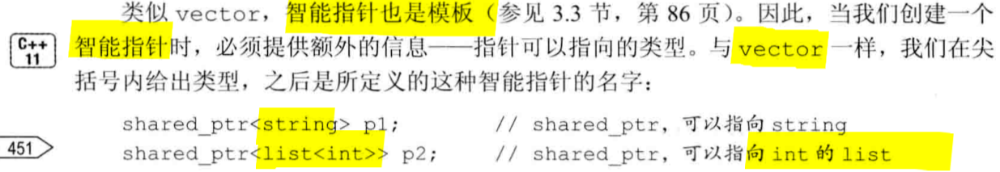 类似 vector，智能指针也是模板（参见 3.3 节，第 86 页）。因此，当我们创建一个
C++
11
智能指针时，必须提供额外的信息——指针可以指向的类型。与 vector 一样，我们在尖
括号内给出类型，之后是所定义的这种智能指针的名字：
shared_ptr<string> p1; // shared_ptr，可以指向 string
451
shared_ptr<list<int>> p2; // shared_ptr，可以指向 int 的 list